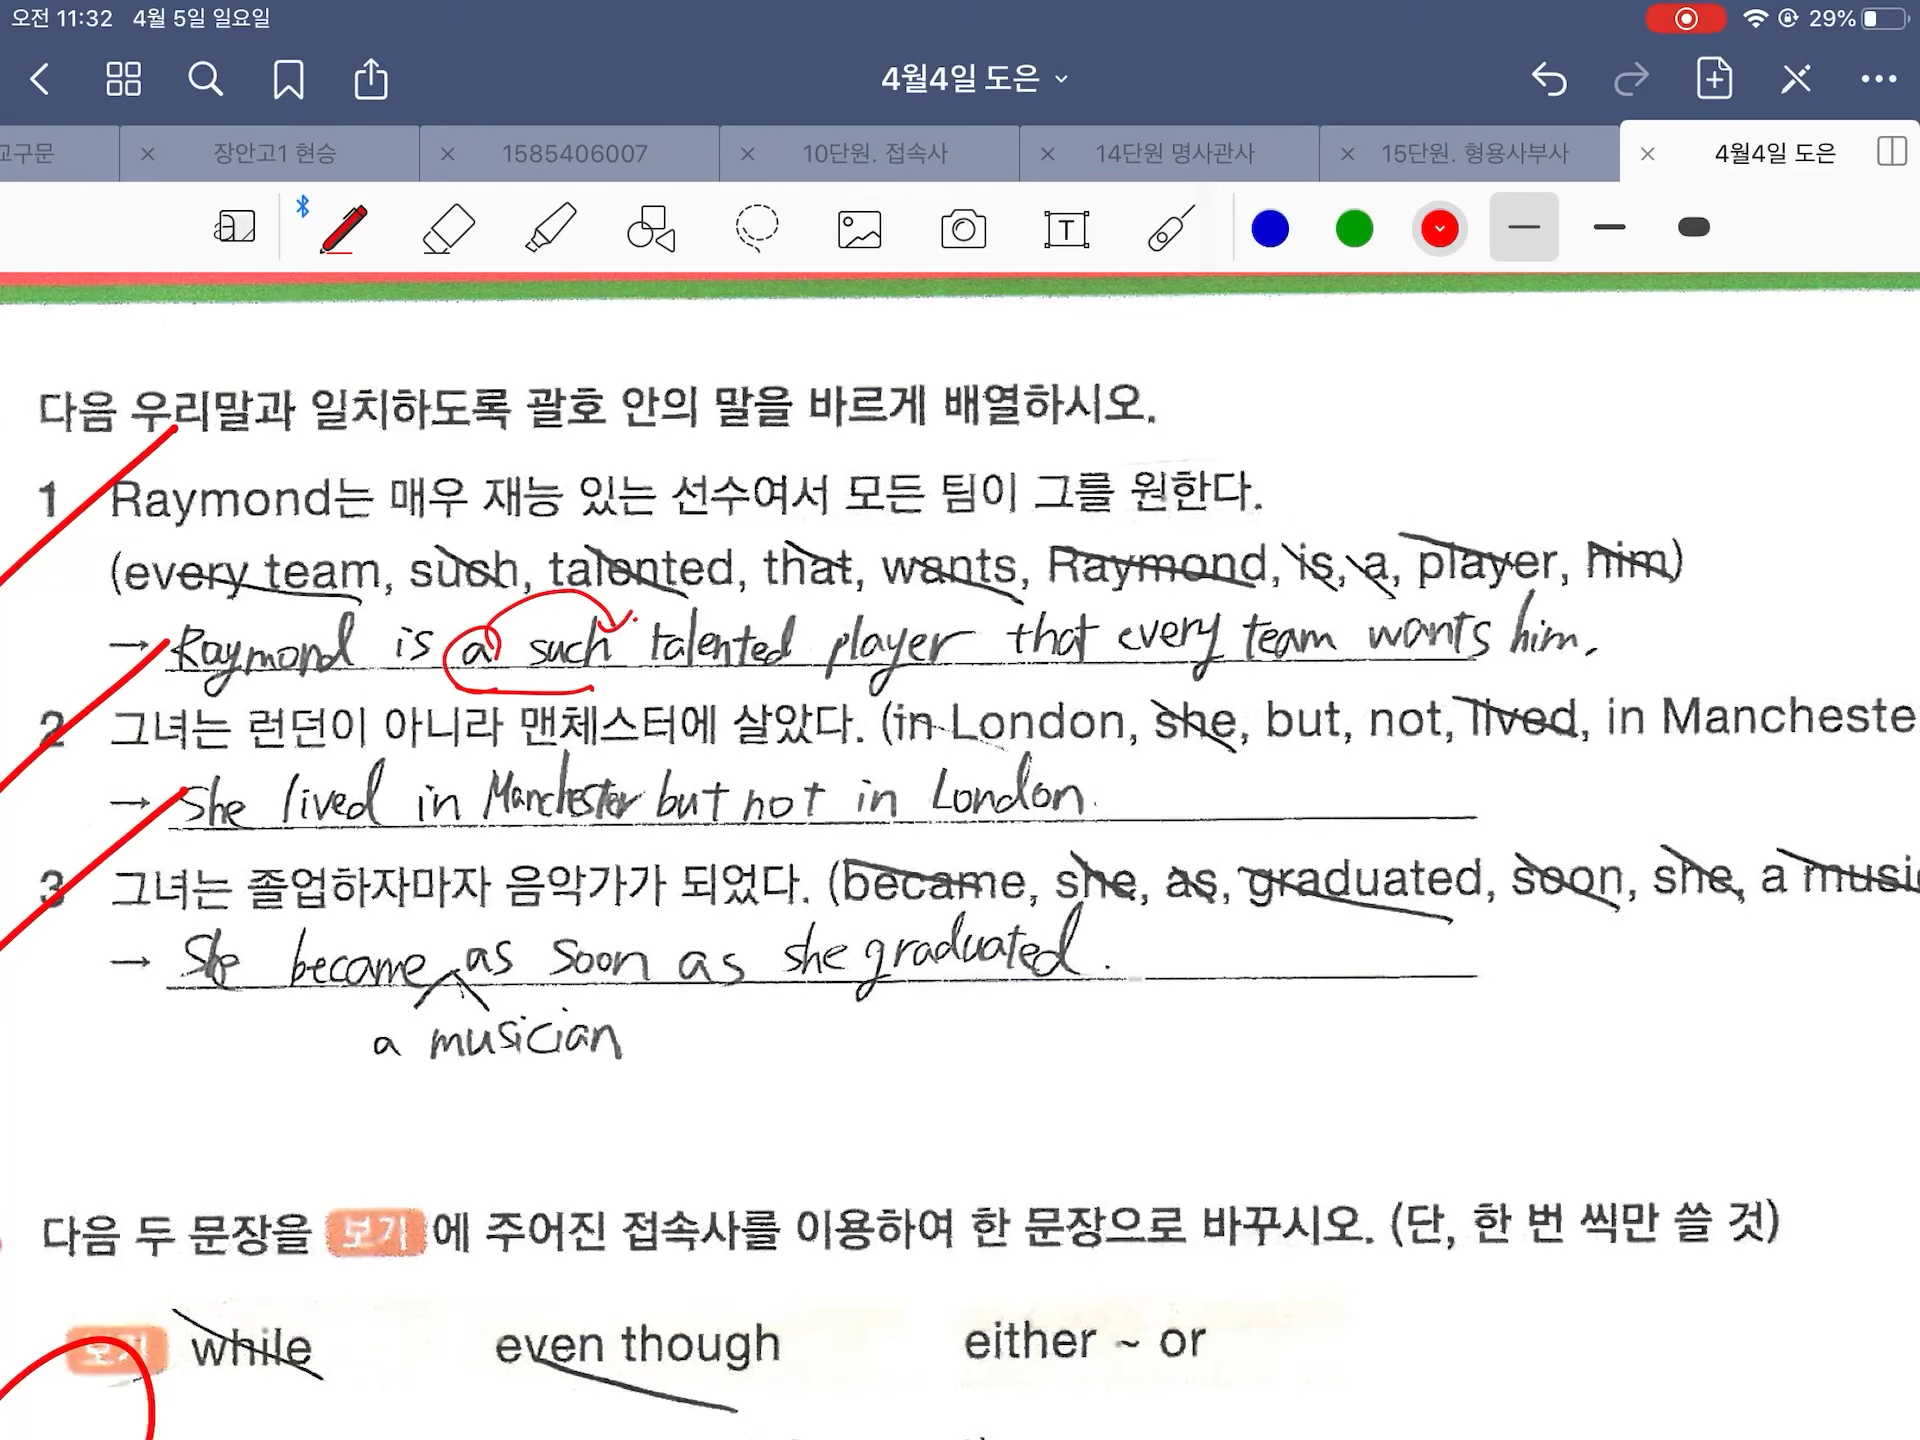 오전 11:32 4월 5일 일요일 29%
4월4일 도은
교구문 장안고1 현승 1585406007 10단원. 접속사 14단원 명사관사 15단원. 형용사부사 4월4일 도은
다음 우리말과 일치하도록 괄호 안의 말을 바르게 배열하시오.
1 Raymond는 매우 재능 있는 선수여서 모든 팀이 그를 원한다.
(every team, such, talented, that, wants, Raymond, is, a, player, him)
→ Raymond is a such talented player that every team wants him.
2 그녀는 런던이 아니라 맨체스터에 살았다. (in London, she, but, not, lived, in Mancheste
→ She lived in Manchester but not in London.
3 그녀는 졸업하자마자 음악가가 되었다. (became, she, as, graduated, soon, she, a musi
→ She became as soon as she graduated.
a musician
다음 두 문장을 보기 에 주어진 접속사를 이용하여 한 문장으로 바꾸시오. (단, 한 번 씩만 쓸 것)
보기 while even though either ~ or